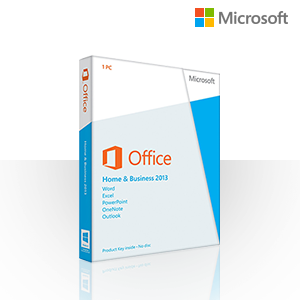 Microsoft
1 PC
Microsoft
Office
Home & Business 2013
Word
Excel
PowerPoint
OneNote
Outlook
Product Key inside • No disc